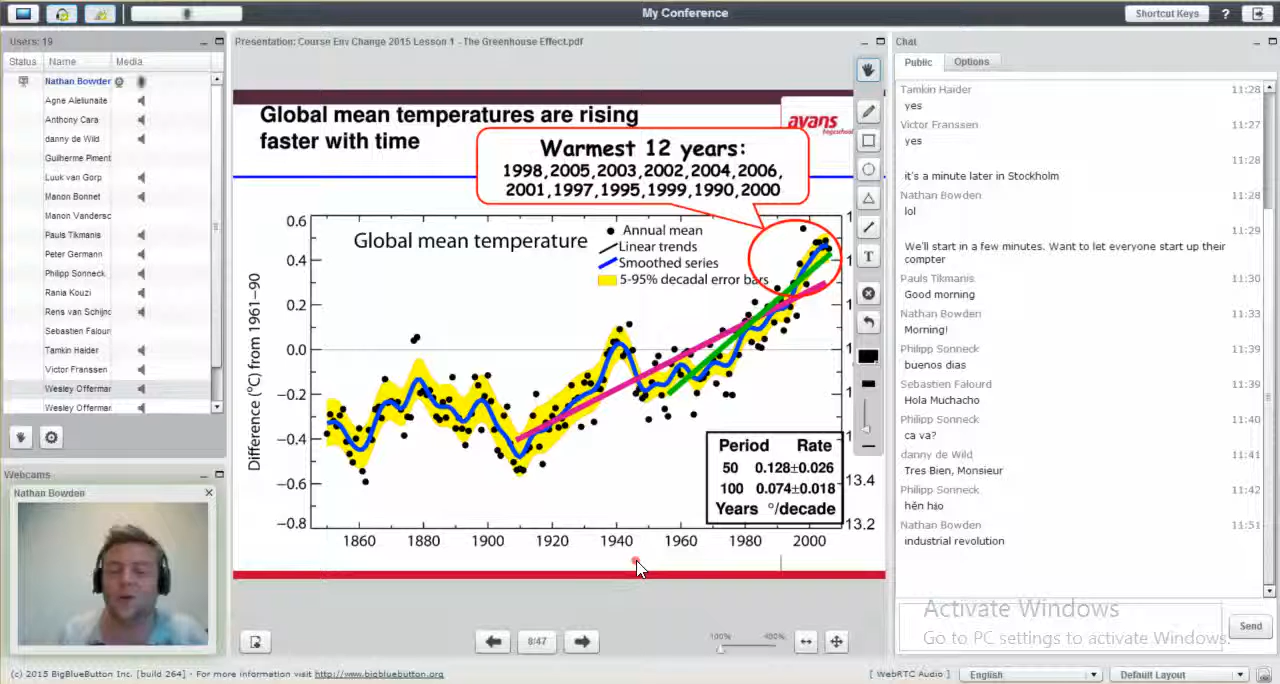 My Conference
Shortcut Keys
?
Users: 19
Status Name Media
Nathan Bowden
Agne Aleliunaite
Anthony Cara
danny de Wild
Guilherme Piment
Luuk van Gorp
Manon Bonnet
Manon Vandersc
Pauls Tikmanis
Peter Germann
Philipp Sonneck
Rania Kouzi
Rens van Schijnd
Sebastien Falour
Tamkin Haider
Victor Franssen
Wesley Offermar
Wesley Offermar
Webcams
Nathan Bowden
Presentation: Course Env Change 2015 Lesson 1 - The Greenhouse Effect.pdf
Global mean temperatures are rising
faster with time
avans
hogeschool
Warmest 12 years:
1998,2005,2003,2002,2004,2006,
2001,1997,1995,1999,1990,2000
Global mean temperature
Annual mean
Linear trends
Smoothed series
5-95% decadal error bars
Difference (°C) from 1961–90
0.6
0.4
0.2
0.0
−0.2
−0.4
−0.6
−0.8
1860 1880 1900 1920 1940 1960 1980 2000
1
1
1
1
1
1
13.4
13.2
Period Rate
50 0.128±0.026
100 0.074±0.018
Years °/decade
T
8:47
100% 400%
Chat
Public Options
Tamkin Haider 11:28
yes
Victor Franssen 11:27
yes
11:28
it's a minute later in Stockholm
Nathan Bowden 11:28
lol
11:29
We'll start in a few minutes. Want to let everyone start up their
compter
Pauls Tikmanis 11:30
Good morning
Nathan Bowden 11:33
Morning!
Philipp Sonneck 11:39
buenos dias
Sebastien Falourd 11:39
Hola Muchacho
Philipp Sonneck 11:40
ca va?
danny de Wild 11:41
Tres Bien, Monsieur
Philipp Sonneck 11:42
hěn hǎo
Nathan Bowden 11:51
industrial revolution
Activate Windows
Go to PC settings to activate Windows.
Send
(c) 2015 BigBlueButton Inc. [build 264] - For more information visit http://www.bigbluebutton.org
[ WebRTC Audio ] English Default Layout